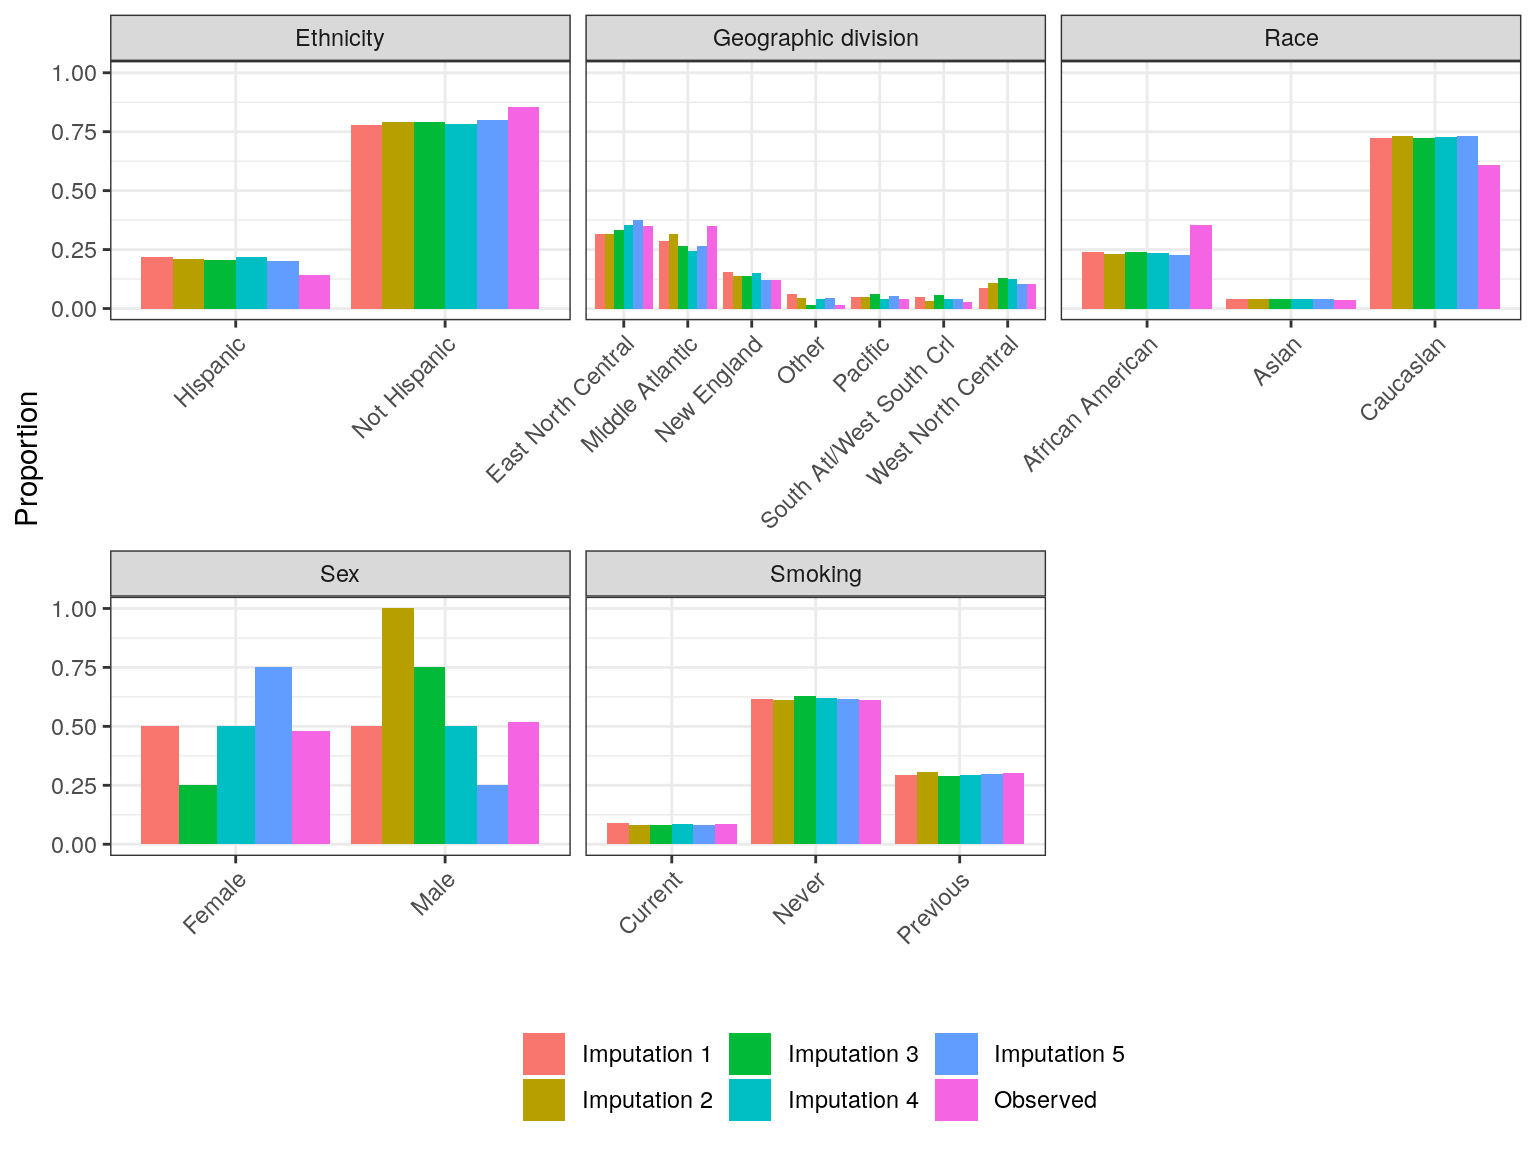 Ethnicity
Geographic division
Race
1.00
0.75
0.50
0.25
0.00
Hispanic
Not Hispanic
East North Central
Middle Atlantic
New England
Other
Pacific
South Atl/West South Crl
West North Central
African American
Asian
Caucasian
Proportion
Sex
Smoking
1.00
0.75
0.50
0.25
0.00
Female
Male
Current
Never
Previous
Imputation 1
Imputation 3
Imputation 5
Imputation 2
Imputation 4
Observed